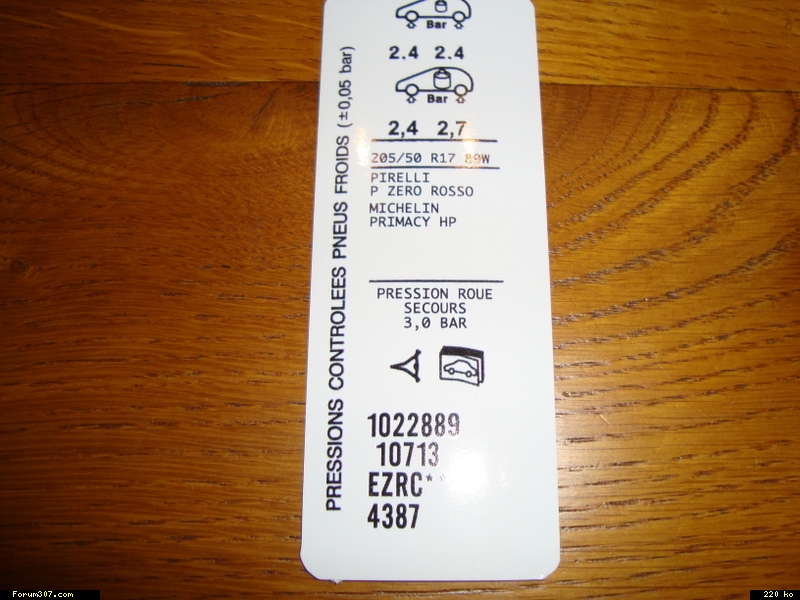 Bar
2.4 2.4
Bar
2,4 2,7
205/50 R17 89W
PIRELLI
P ZERO ROSSO
MICHELIN
PRIMACY HP
PRESSION ROUE
SECOURS
3,0 BAR
1022889
10713
EZRC**
4387
PRESSIONS CONTROLEES PNEUS FROIDS (±0,05 bar)
Forum307.com
220 ko